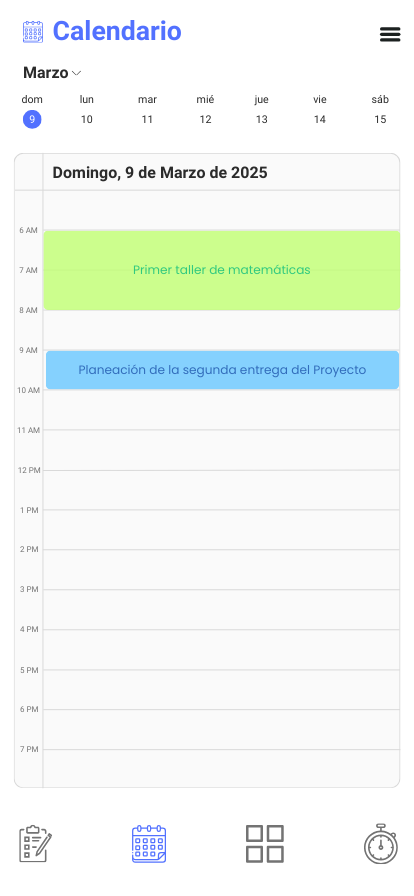 Calendario
Marzo
dom lun mar mié jue vie sáb
9 10 11 12 13 14 15
Domingo, 9 de Marzo de 2025
6 AM
7 AM Primer taller de matemáticas
8 AM
9 AM
Planeación de la segunda entrega del Proyecto
10 AM
11 AM
12 PM
1 PM
2 PM
3 PM
4 PM
5 PM
6 PM
7 PM